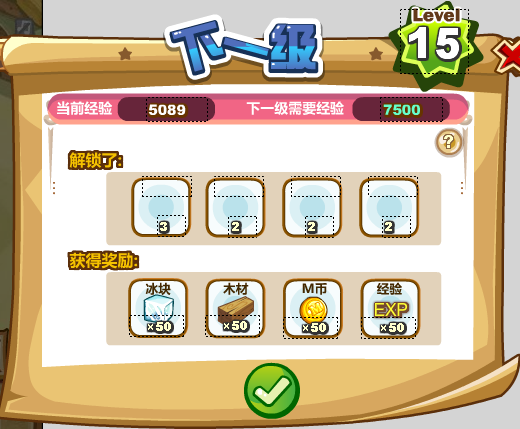 下一级
Level
15
当前经验 5089 下一级需要经验 7500
?
解锁了:
3 2 2 2
获得奖励:
冰块 木材 M币 经验
EXP
×50 ×50 ×50 ×50